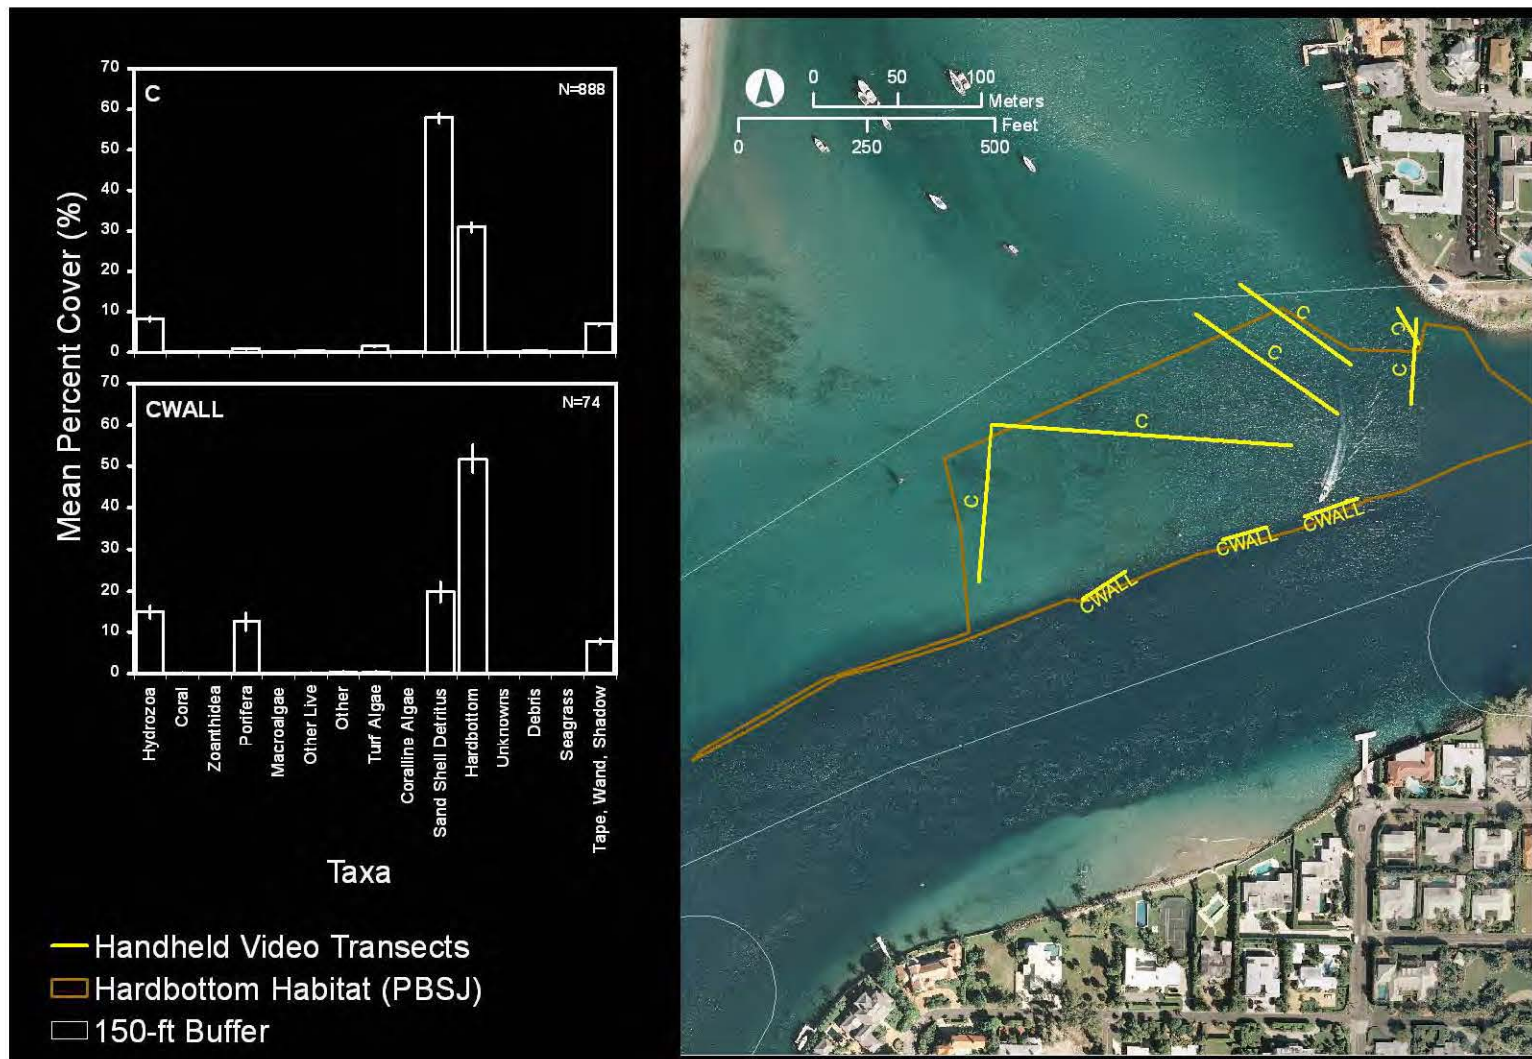 70
60
50
40
30
20
10
0
C
N=888
70
60
50
40
30
20
10
0
CWALL
N=74
Mean Percent Cover (%)
Hydrozoa
Coral
Zoanthidea
Porifera
Macroalgae
Other Live
Other
Turf Algae
Coralline Algae
Sand Shell Detritus
Hardbottom
Unknowns
Debris
Seagrass
Tape, Wand, Shadow
Taxa
Handheld Video Transects
Hardbottom Habitat (PBSJ)
150-ft Buffer
0 50 100
Meters
Feet
0 250 500
C
C
C
C
C
C
CWALL
CWALL
CWALL